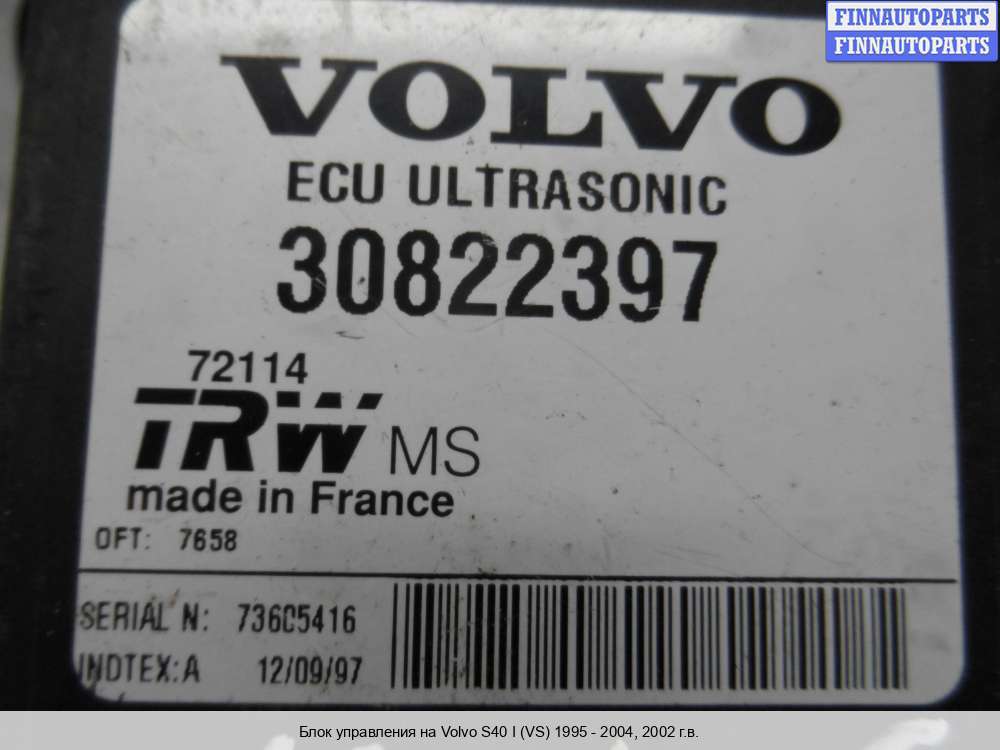 FINNAUTOPARTS
FINNAUTOPARTS
VOLVO
ECU ULTRASONIC
30822397
72114
TRW MS
made in France
OFT: 7658
SERIAL N: 73605416
INDTEX:A 12/09/97
Блок управления на Volvo S40 I (VS) 1995 - 2004, 2002 г.в.